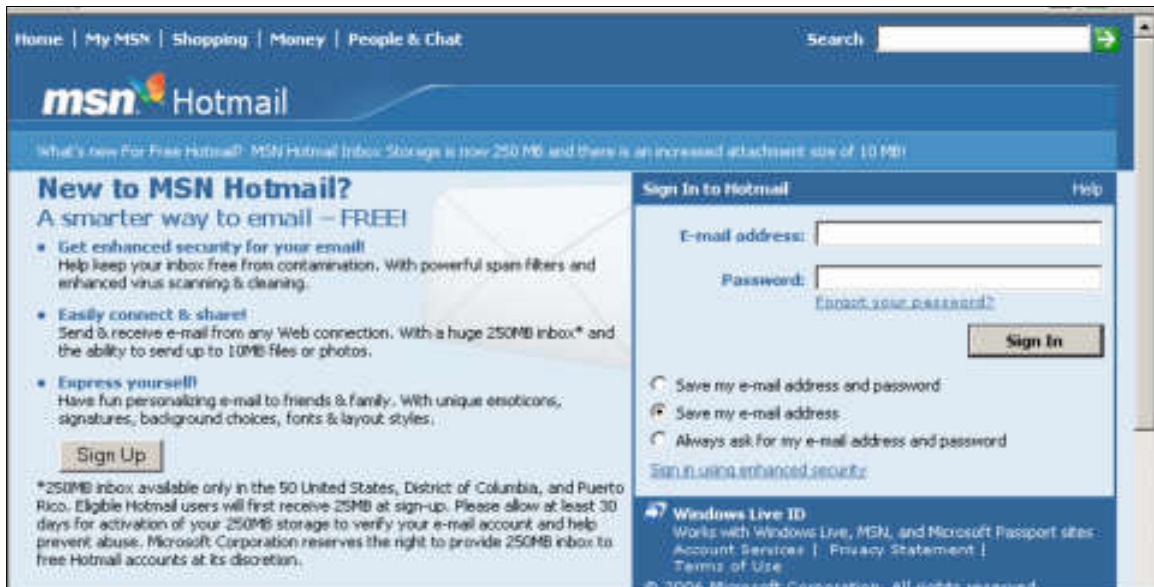 Home | My MSN | Shopping | Money | People & Chat
Search
msn Hotmail
What's new For Free Hotmail? MSN Hotmail Inbox Storage is now 250 MB and there is an increased attachment size of 10 MB!
New to MSN Hotmail?
A smarter way to email – FREE!
• Get enhanced security for your email!
Help keep your inbox free from contamination. With powerful spam filters and
enhanced virus scanning & cleaning.
• Easily connect & share!
Send & receive e-mail from any Web connection. With a huge 250MB inbox* and
the ability to send up to 10MB files or photos.
• Express yourself!
Have fun personalizing e-mail to friends & family. With unique emoticons,
signatures, background choices, fonts & layout styles.
Sign Up
*250MB inbox available only in the 50 United States, District of Columbia, and Puerto
Rico. Eligible Hotmail users will first receive 25MB at sign-up. Please allow at least 30
days for activation of your 250MB storage to verify your e-mail account and help
prevent abuse. Microsoft Corporation reserves the right to provide 250MB inbox to
free Hotmail accounts at its discretion.
Sign In to Hotmail
Help
E-mail address:
Password:
Forgot your password?
Sign In
Save my e-mail address and password
Save my e-mail address
Always ask for my e-mail address and password
Sign in using enhanced security
Windows Live ID
Works with Windows Live, MSN, and Microsoft Passport sites
Account Services | Privacy Statement |
Terms of Use
© 2006 Microsoft Corporation. All rights reserved